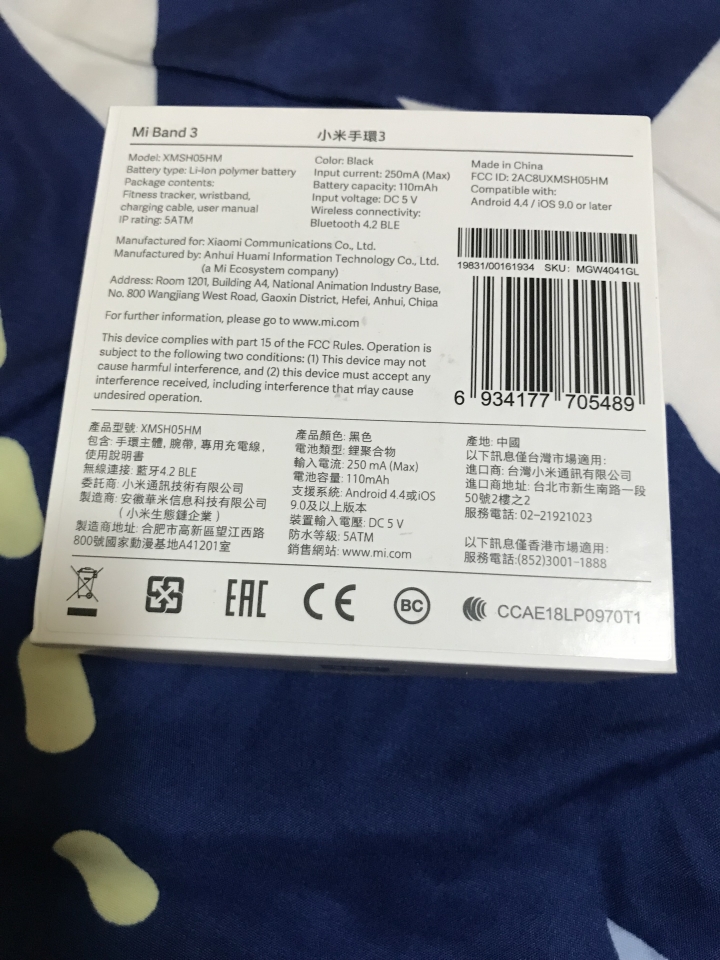 Mi Band 3
小米手環3
Model: XMSH05HM
Battery type: Li-Ion polymer battery
Package contents:
Fitness tracker, wristband,
charging cable, user manual
IP rating: 5ATM
Color: Black
Input current: 250mA (Max)
Battery capacity: 110mAh
Input voltage: DC 5 V
Wireless connectivity:
Bluetooth 4.2 BLE
Made in China
FCC ID: 2AC8UXMSH05HM
Compatible with:
Android 4.4 / iOS 9.0 or later
Manufactured for: Xiaomi Communications Co., Ltd.
Manufactured by: Anhui Huami Information Technology Co., Ltd.
(a Mi Ecosystem company)
Address: Room 1201, Building A4, National Animation Industry Base,
No. 800 Wangjiang West Road, Gaoxin District, Hefei, Anhui, China
For further information, please go to www.mi.com
This device complies with part 15 of the FCC Rules. Operation is
subject to the following two conditions: (1) This device may not
cause harmful interference, and (2) this device must accept any
interference received, including interference that may cause
undesired operation.
19831/00161934 SKU: MGW4041GL
6 934177 705489
產品型號: XMSH05HM
包含: 手環主體, 腕帶, 專用充電線,
使用說明書
無線連接: 藍牙4.2 BLE
委託商: 小米通訊技術有限公司
製造商: 安徽華米信息科技有限公司
(小米生態鏈企業)
製造商地址: 合肥市高新區望江西路
800號國家動漫基地A41201室
產品顏色: 黑色
電池類型: 鋰聚合物
輸入電流: 250 mA (Max)
電池容量: 110mAh
支援系統: Android 4.4或iOS
9.0及以上版本
裝置輸入電壓: DC 5 V
防水等級: 5ATM
銷售網站: www.mi.com
產地: 中國
以下訊息僅台灣市場適用:
進口商: 台灣小米通訊有限公司
進口商地址: 台北市新生南路一段
50號2樓之2
服務電話: 02-21921023
以下訊息僅香港市場適用:
服務電話:(852)3001-1888
EAC CE BC CCAE18LP0970T1